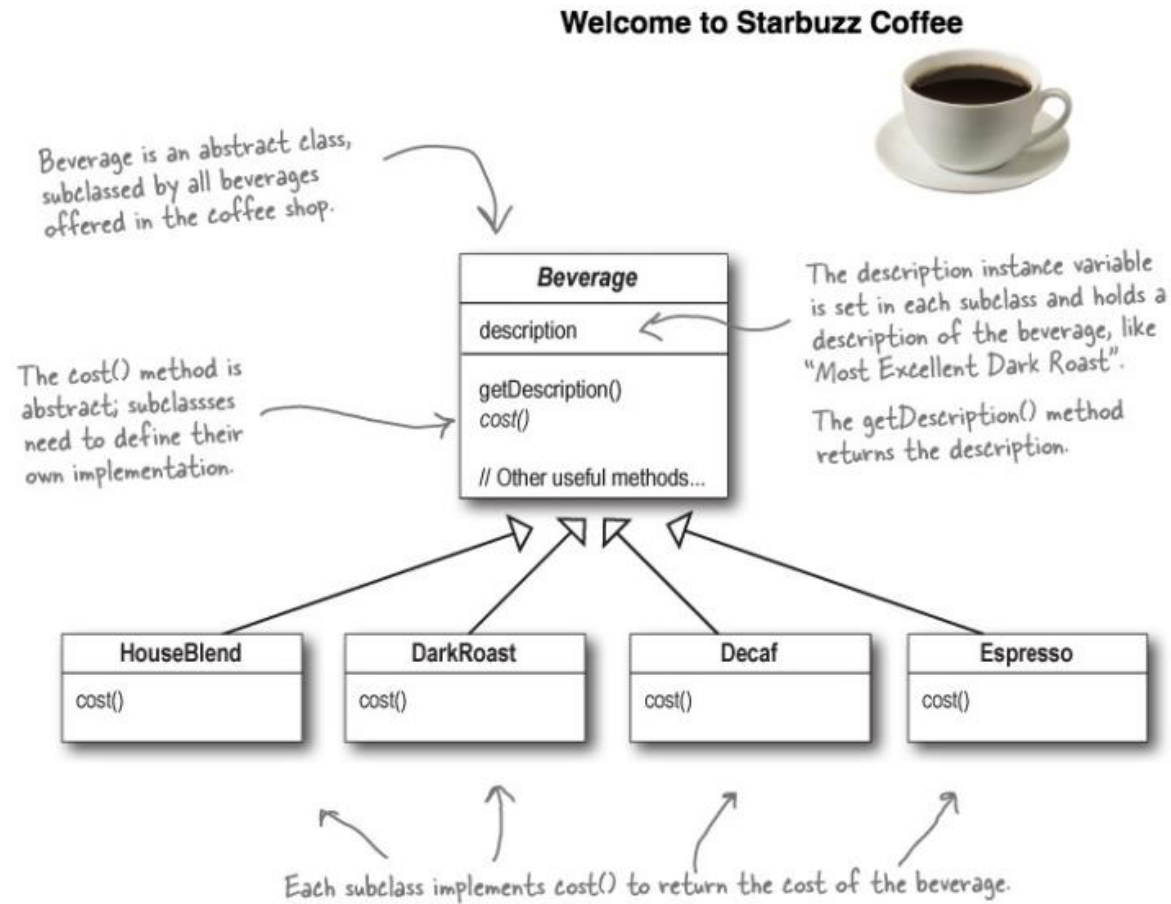 Welcome to Starbuzz Coffee
Beverage is an abstract class,
subclassed by all beverages
offered in the coffee shop.
Beverage
description
getDescription()
cost()
// Other useful methods...
The description instance variable
is set in each subclass and holds a
description of the beverage, like
"Most Excellent Dark Roast".
The getDescription() method
returns the description.
The cost() method is
abstract; subclassses
need to define their
own implementation.
HouseBlend
cost()
DarkRoast
cost()
Decaf
cost()
Espresso
cost()
Each subclass implements cost() to return the cost of the beverage.